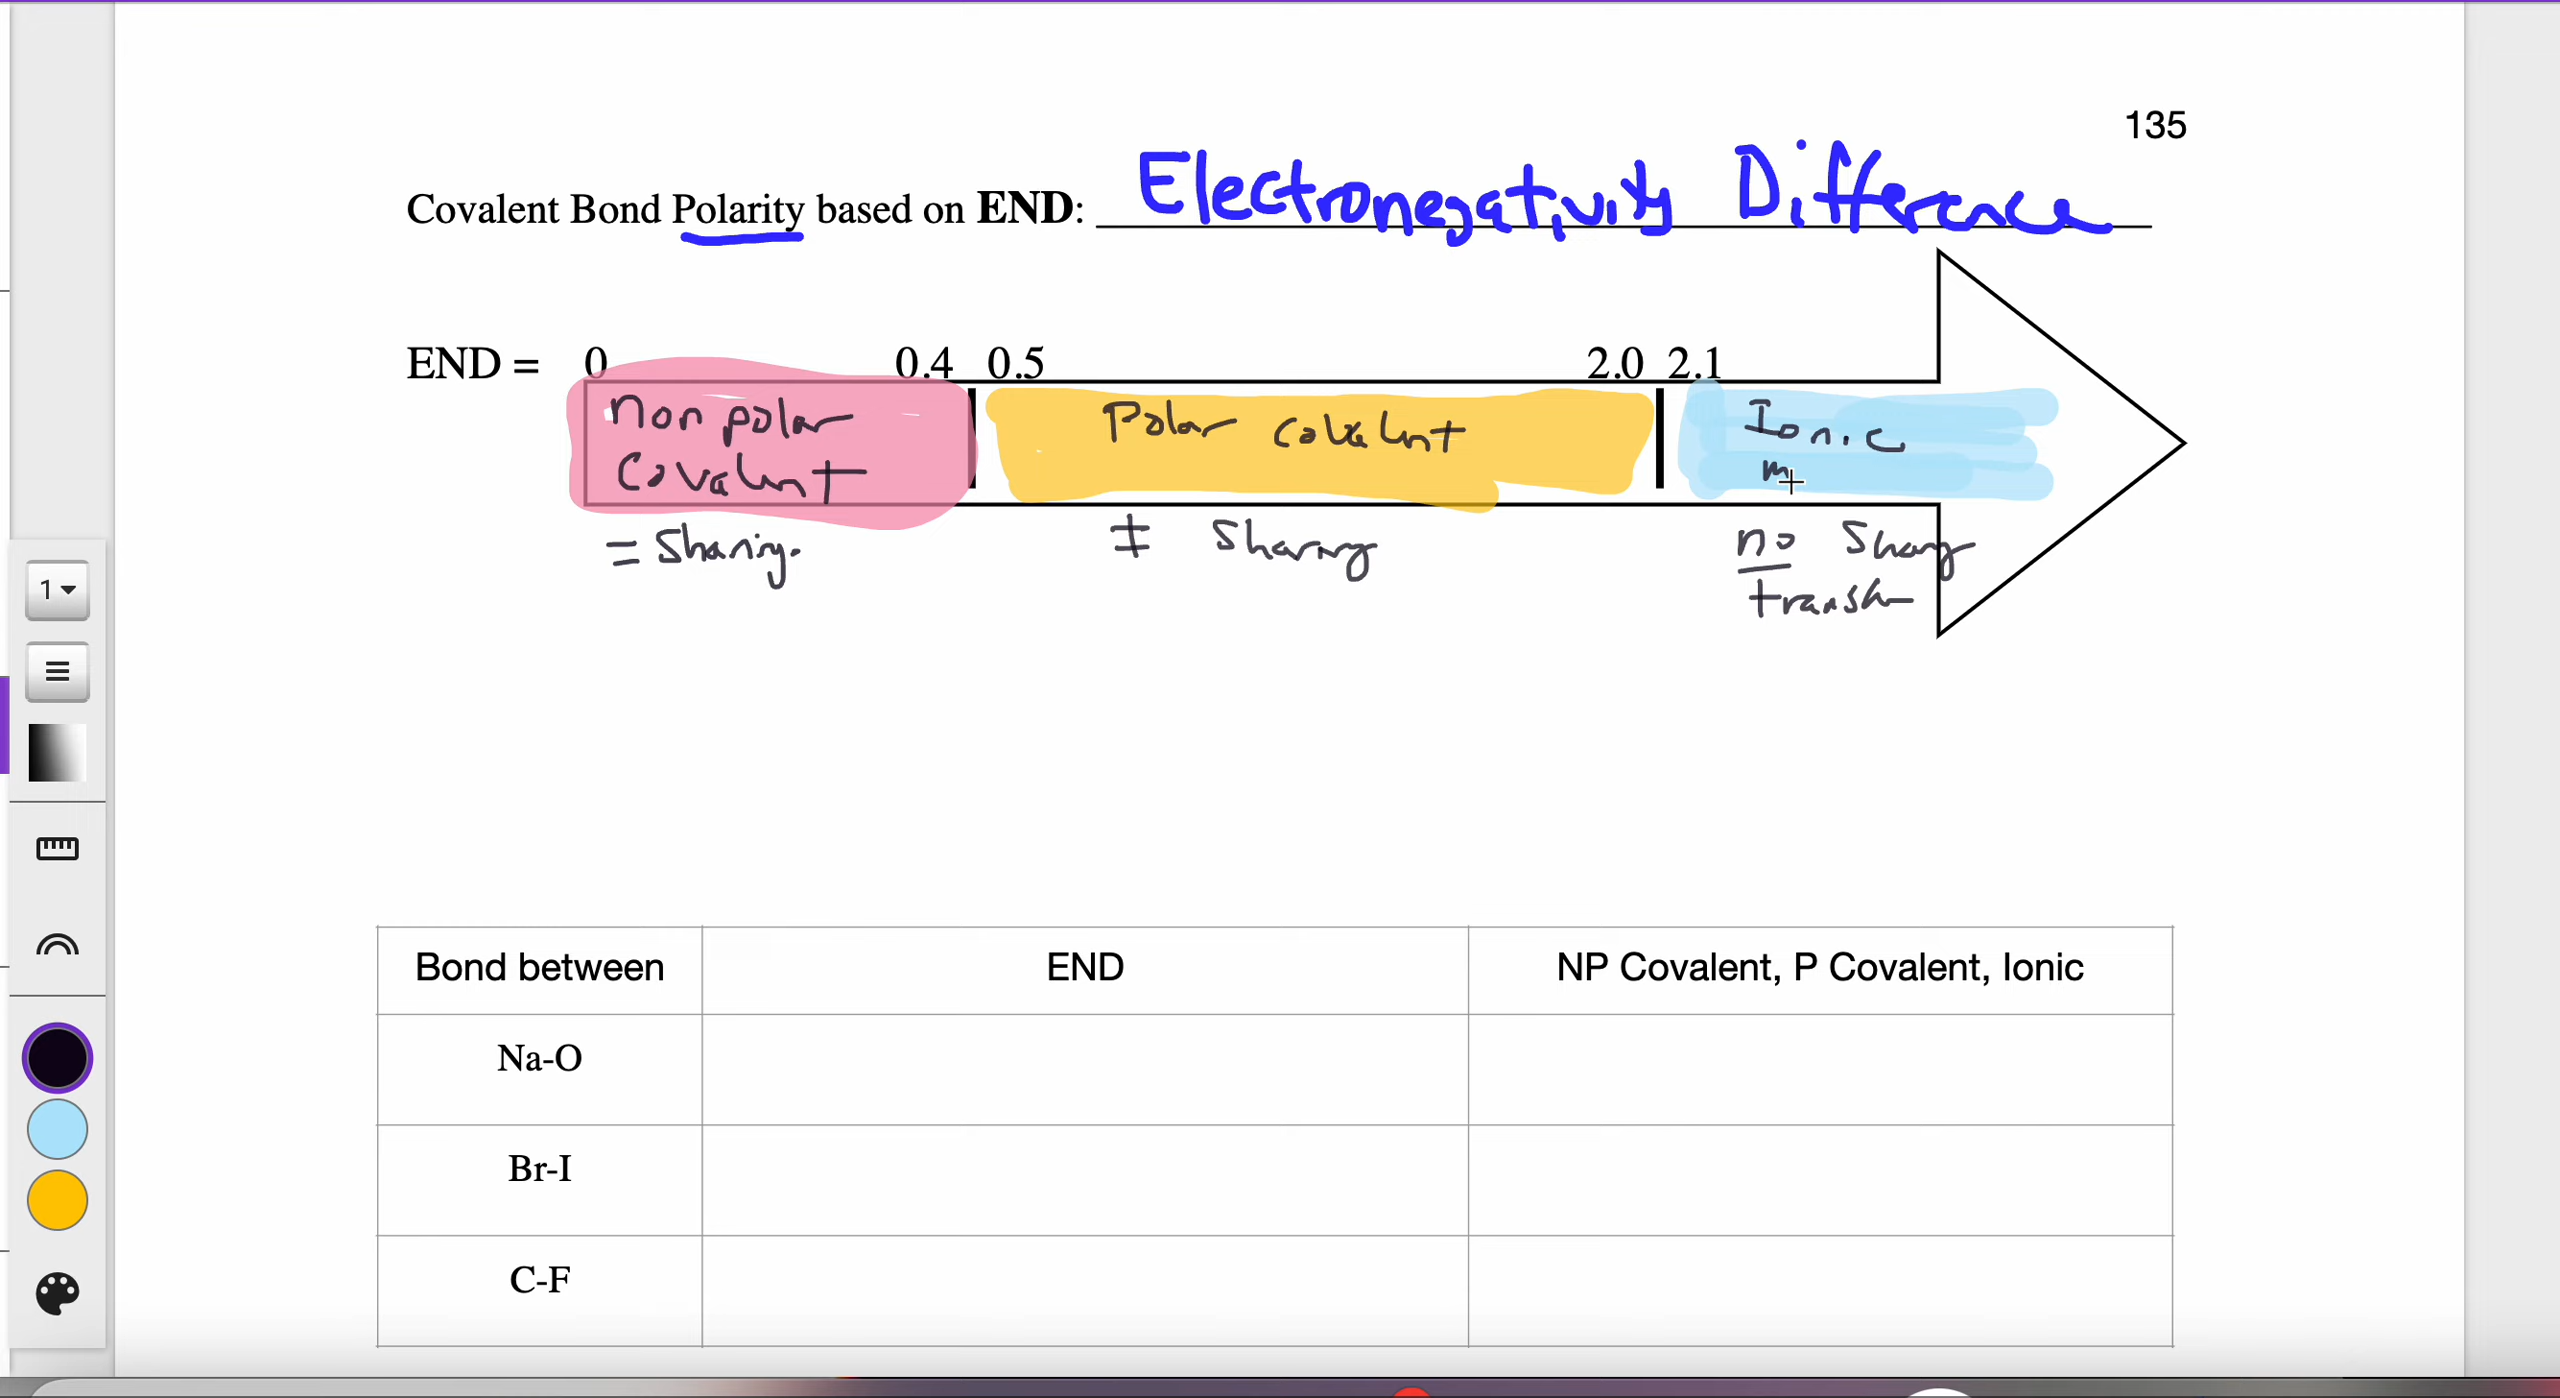 135
Covalent Bond Polarity based on END: Electronegativity Difference
END = 0 0.4 0.5 2.0 2.1
Non polar Covalent
Polar Covalent
Ionic
m
= Sharing.
≠ Sharing
no Sharing
transfer
1
Bond between END NP Covalent, P Covalent, Ionic
Na-O
Br-I
C-F